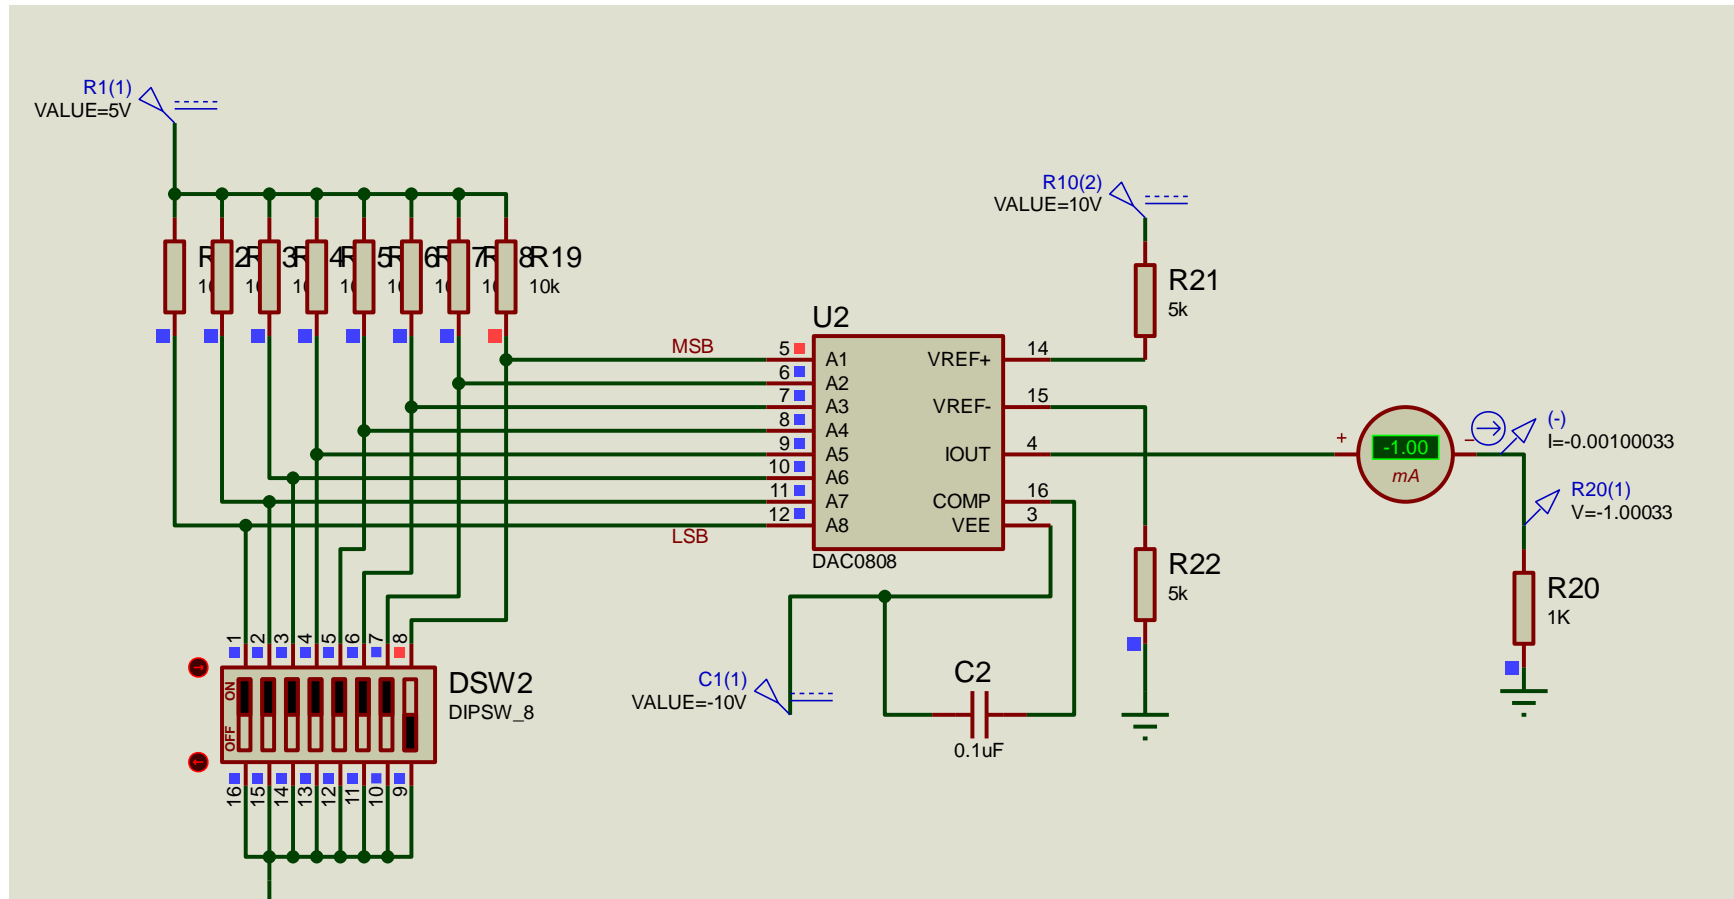 R1(1)
VALUE=5V
R10(2)
VALUE=10V
R19
10k
R21
5k
U2
MSB
5
A1
6
A2
7
A3
8
A4
9
A5
10
A6
11
A7
12
A8
LSB
VREF+
14
VREF-
15
IOUT
4
COMP
16
VEE
3
DAC0808
+
-1.00
mA
−
(-)
I=-0.00100033
R20(1)
V=-1.00033
R22
5k
R20
1K
C1(1)
VALUE=-10V
C2
0.1uF
1
2
3
4
5
6
7
8
ON
OFF
DSW2
DIPSW_8
16
15
14
13
12
11
10
9